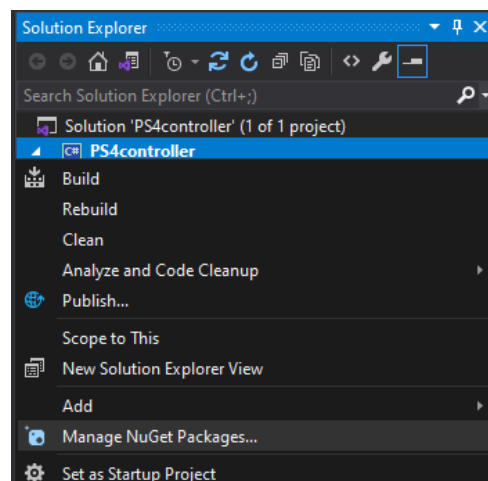 Solution Explorer
Search Solution Explorer (Ctrl+;)
Solution 'PS4controller' (1 of 1 project)
C# PS4controller
Build
Rebuild
Clean
Analyze and Code Cleanup
Publish...
Scope to This
New Solution Explorer View
Add
Manage NuGet Packages...
Set as Startup Project